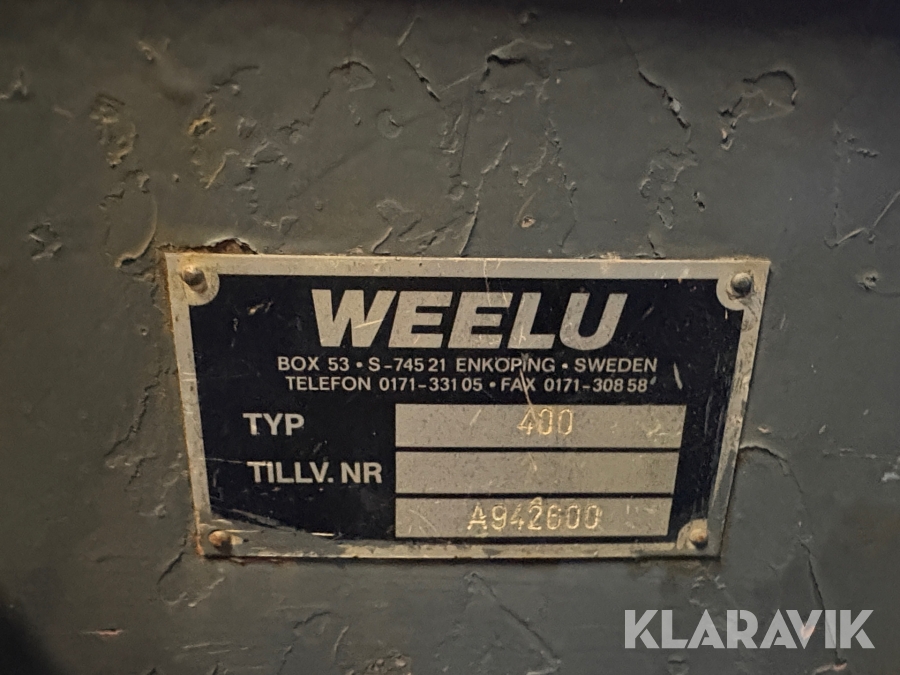 WEELU
BOX 53 • S-745 21 ENKÖPING • SWEDEN
TELEFON 0171-331 05 • FAX 0171-308 58
TYP 400
TILLV. NR
A942600
KLARAVIK